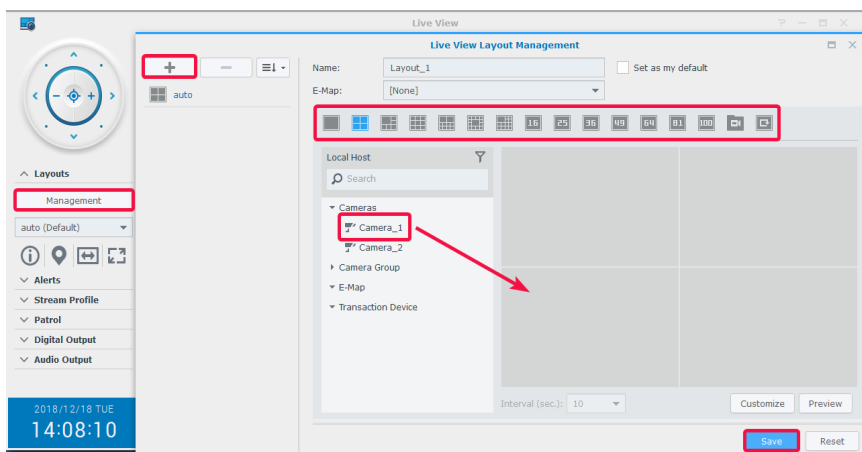 Live View
Live View Layout Management
auto
Name:
Layout_1
Set as my default
E-Map:
[None]
16 25 36 49 64 81 100
Layouts
Management
auto (Default)
Alerts
Stream Profile
Patrol
Digital Output
Audio Output
2018/12/18 TUE
14:08:10
Local Host
Search
Cameras
Camera_1
Camera_2
Camera Group
E-Map
Transaction Device
Interval (sec.): 10
Customize
Preview
Save
Reset